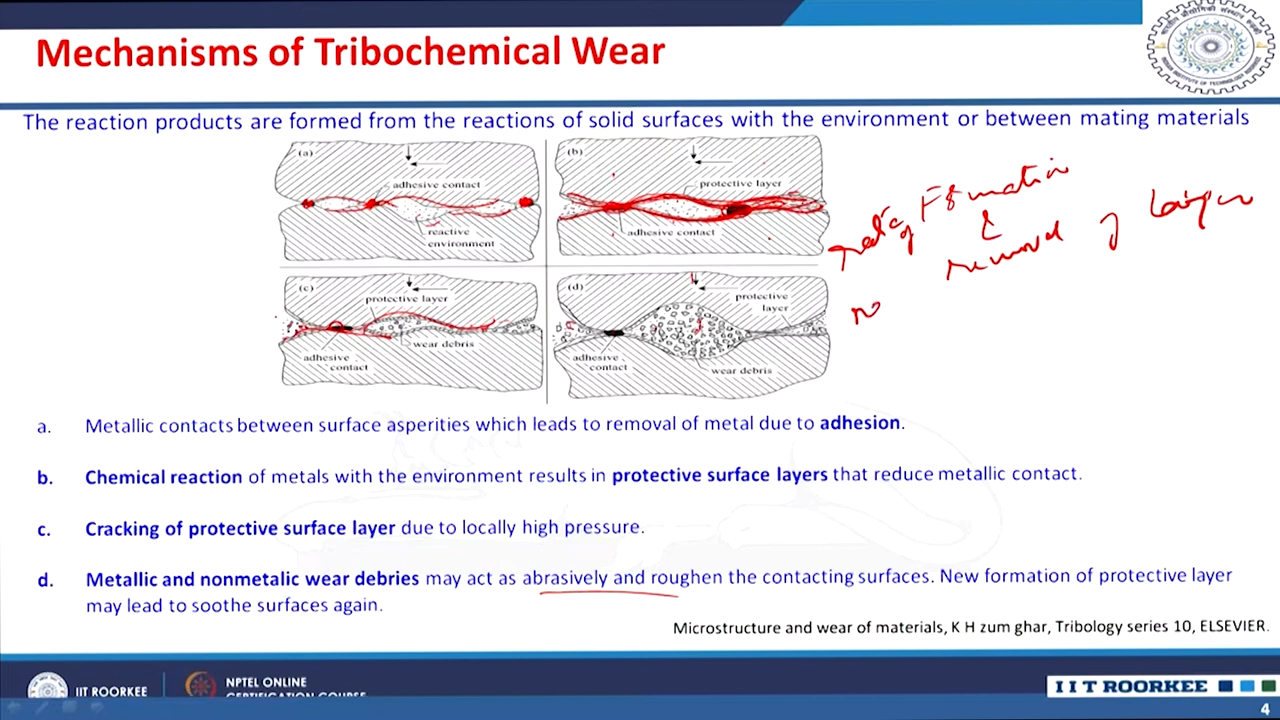 Mechanisms of Tribochemical Wear
The reaction products are formed from the reactions of solid surfaces with the environment or between mating materials
(a)
adhesive contact
reactive
environment
(b)
protective layer
adhesive contact
(c)
protective layer
wear debris
adhesive
contact
(d)
protective
layer
adhesive
contact
wear debris
Formation
&
removal of layer
a. Metallic contacts between surface asperities which leads to removal of metal due to adhesion.
b. Chemical reaction of metals with the environment results in protective surface layers that reduce metallic contact.
c. Cracking of protective surface layer due to locally high pressure.
d. Metallic and nonmetalic wear debries may act as abrasively and roughen the contacting surfaces. New formation of protective layer
may lead to soothe surfaces again.
Microstructure and wear of materials, K H zum ghar, Tribology series 10, ELSEVIER.
IIT ROORKEE
NPTEL ONLINE
CERTIFICATION COURSE
IIT ROORKEE
4